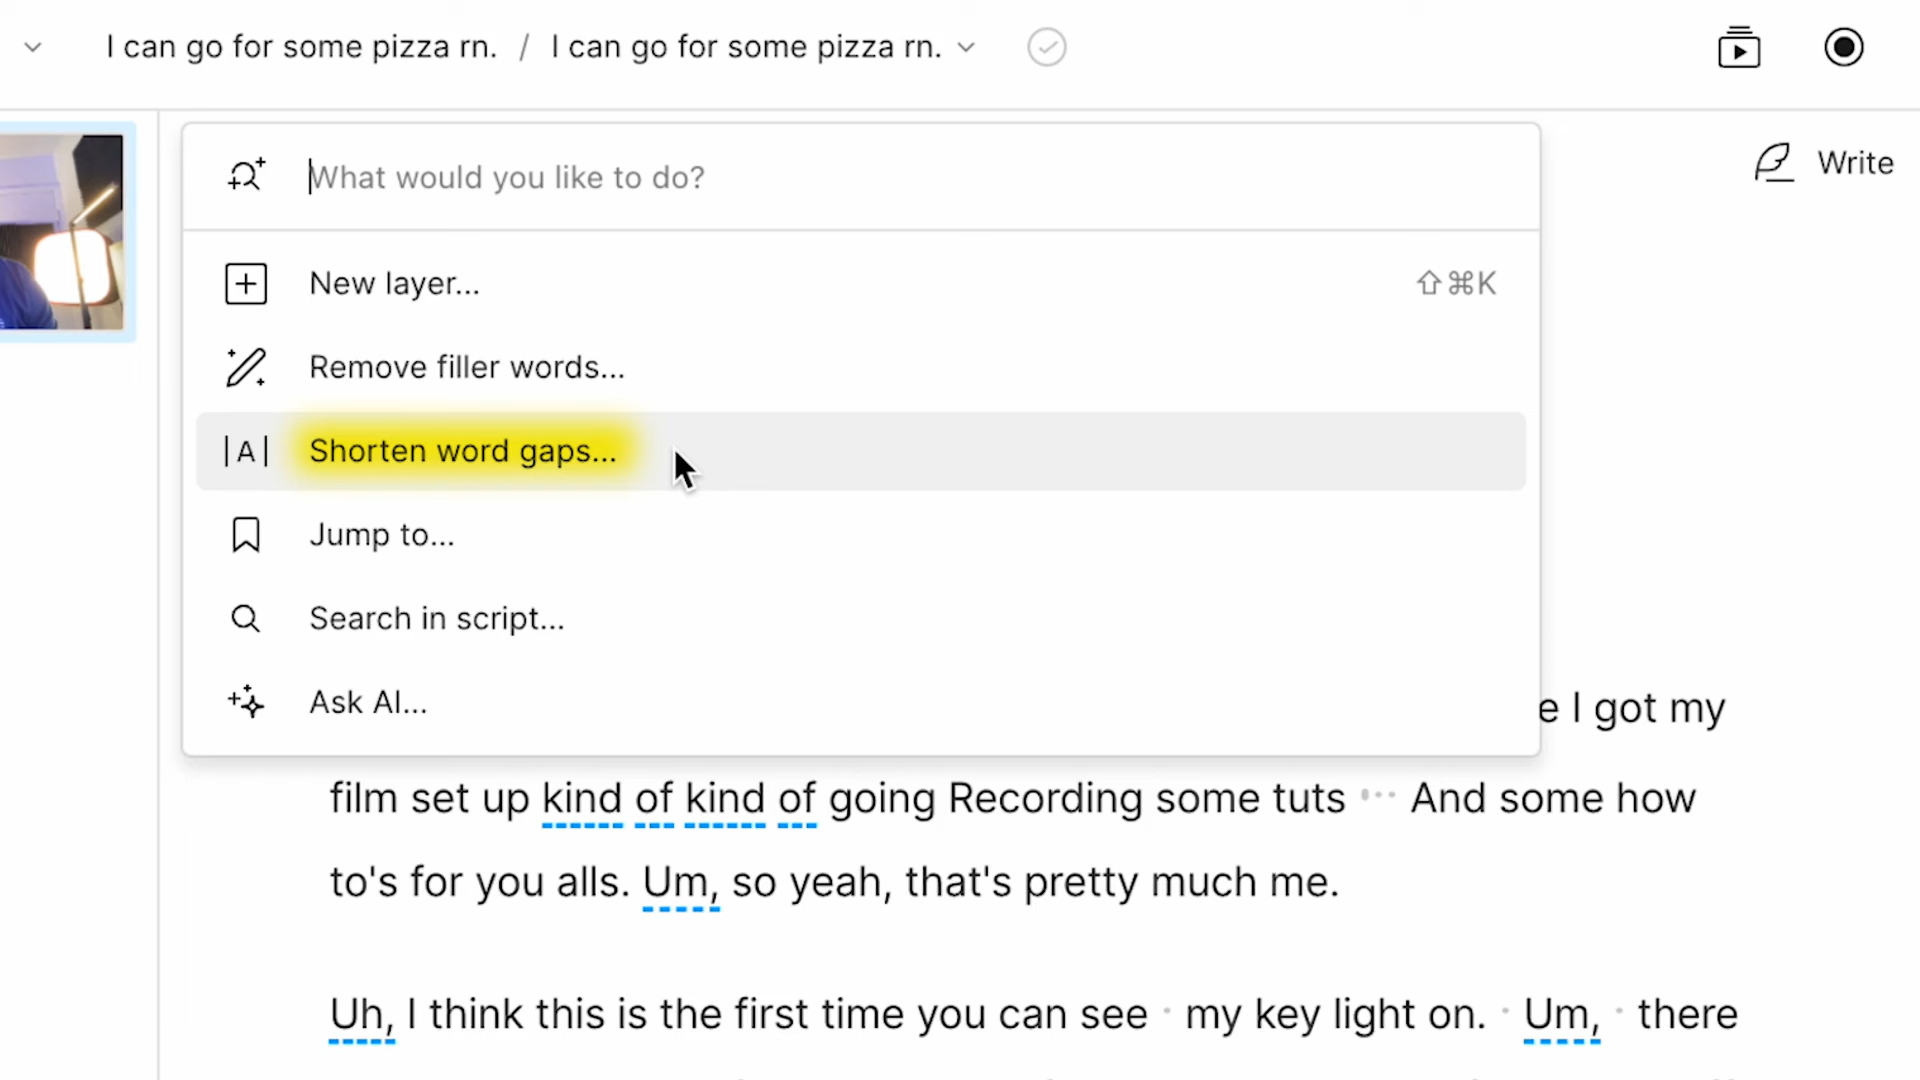 I can go for some pizza rn. / I can go for some pizza rn.
What would you like to do?
Write
New layer... ⇧⌘K
Remove filler words...
|A| Shorten word gaps...
Jump to...
Search in script...
Ask AI...
e I got my
film set up kind of kind of going Recording some tuts ··· And some how
to's for you alls. Um, so yeah, that's pretty much me.
Uh, I think this is the first time you can see · my key light on. · Um, · there